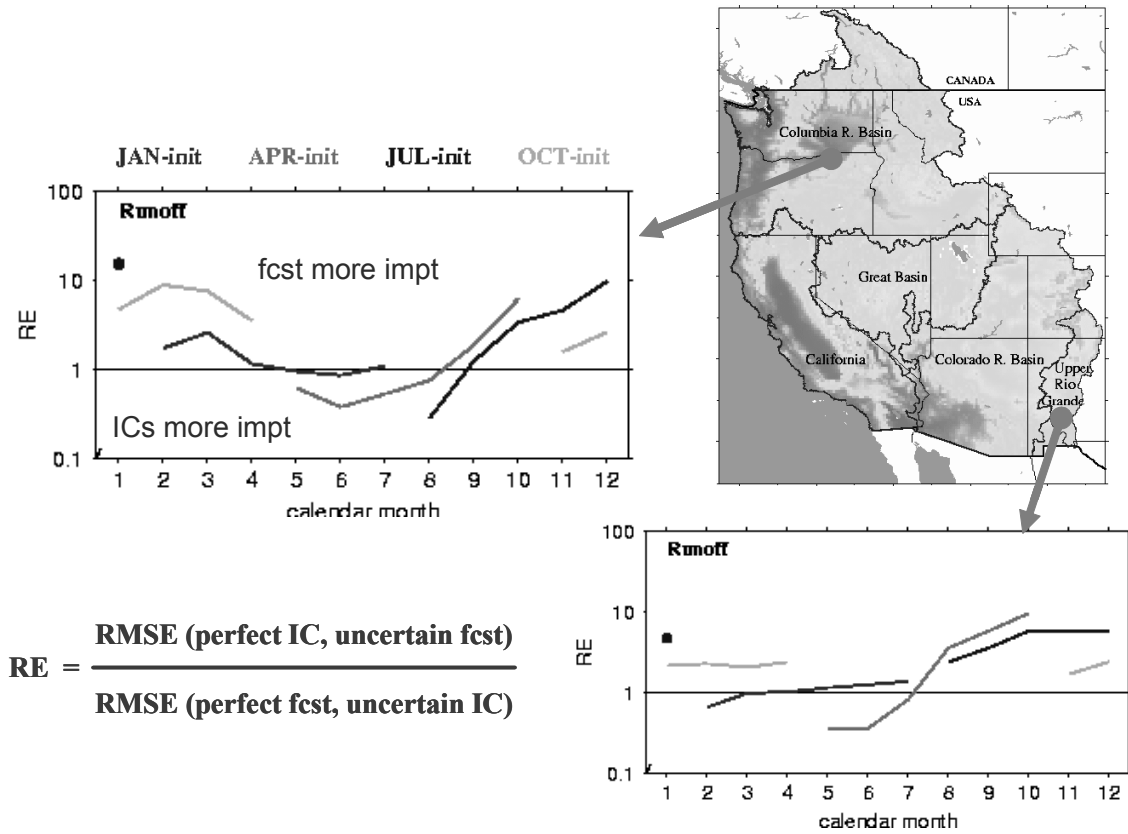 CANADA
USA
Columbia R. Basin
Great Basin
California
Colorado R. Basin
Upper
Rio
Grande
JAN-init APR-init JUL-init OCT-init
100
10
1
0.1
RE
Runoff
fcst more impt
ICs more impt
1 2 3 4 5 6 7 8 9 10 11 12
calendar month
RE = RMSE (perfect IC, uncertain fcst)
RMSE (perfect fcst, uncertain IC)
100
10
1
0.1
RE
Runoff
1 2 3 4 5 6 7 8 9 10 11 12
calendar month